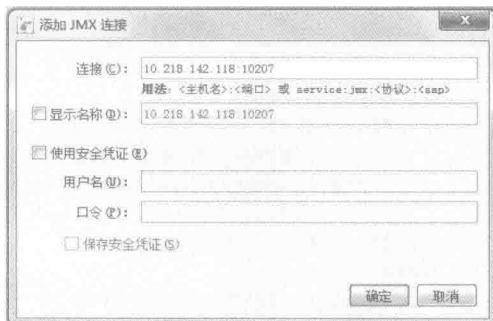 添加 JMX 连接
连接(C): 10.218.142.118:10207
用法: <主机名>:<端口> 或 service:jmx:<协议>:<sap>
显示名称(D): 10.218.142.118:10207
使用安全凭证(E)
用户名(U):
口令(P):
保存安全凭证(S)
确定 取消